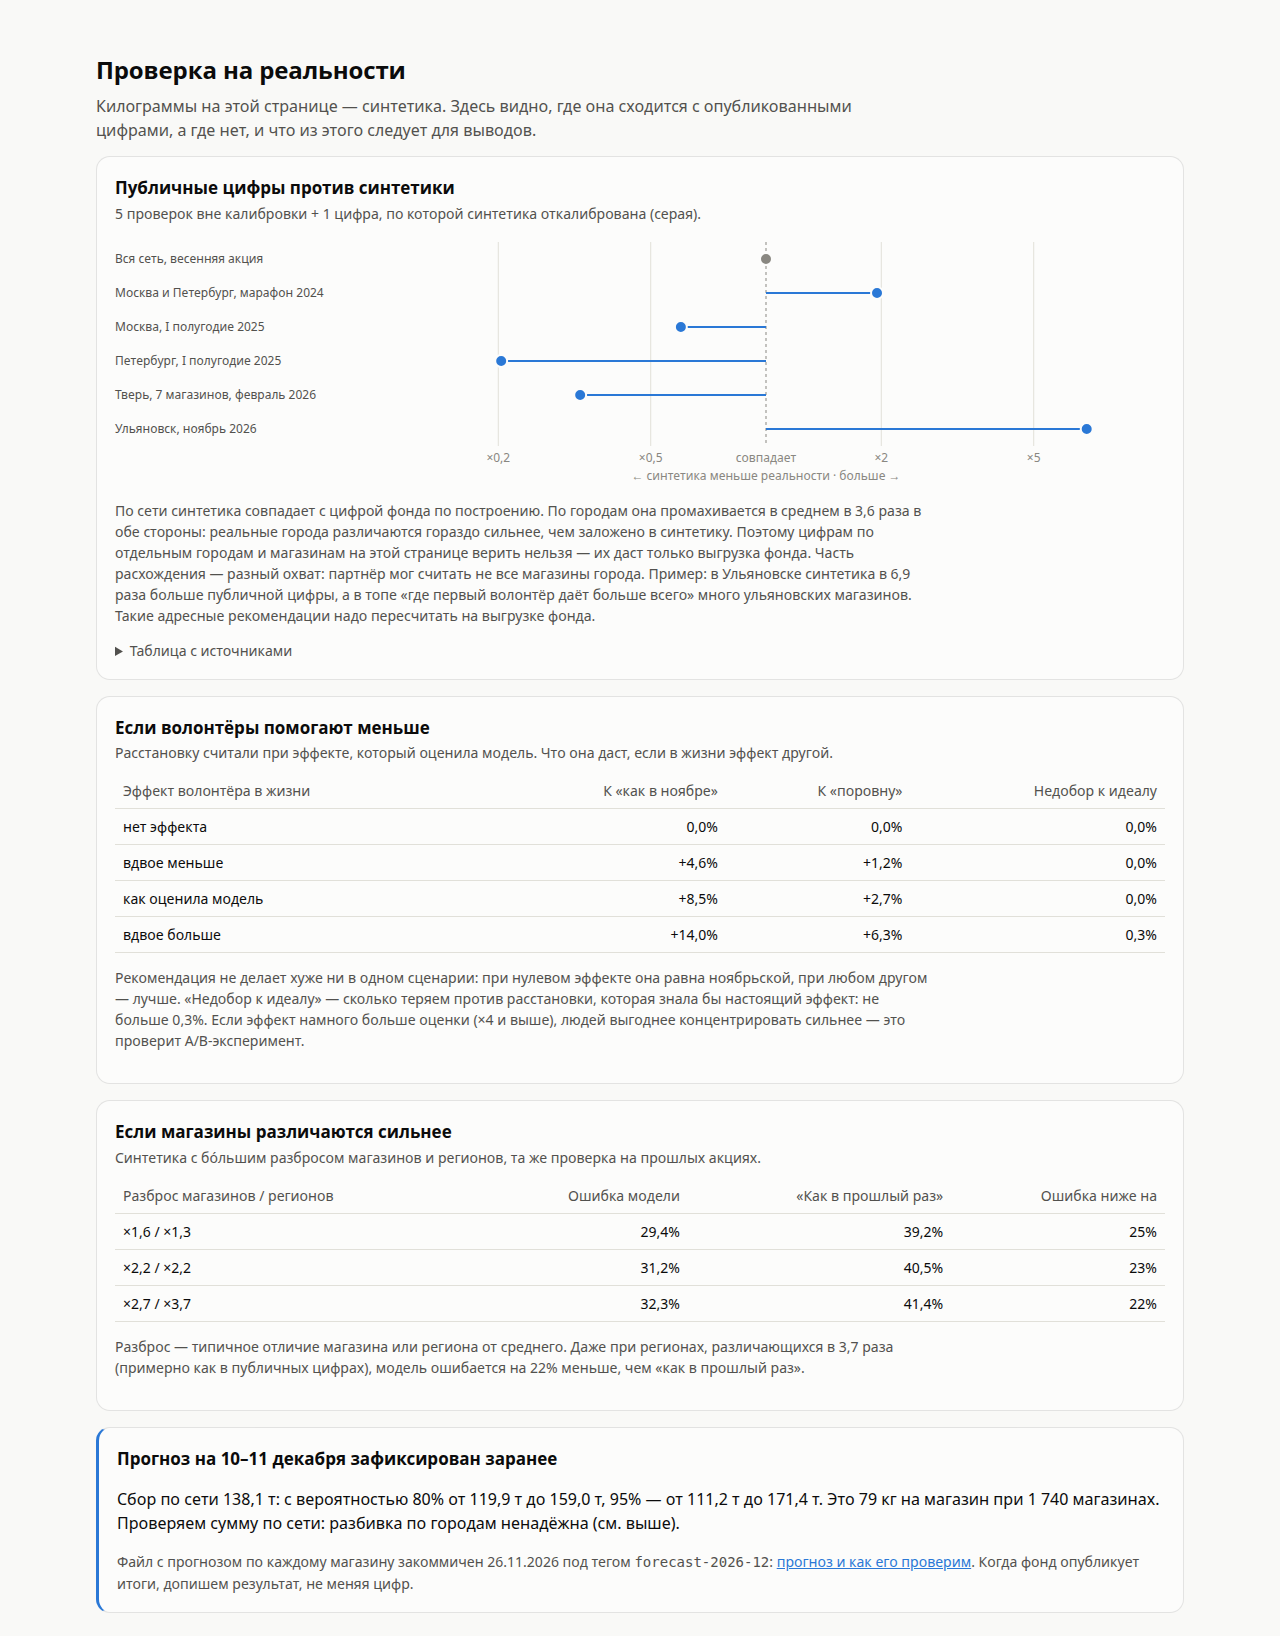 Проверка на реальности
Килограммы на этой странице — синтетика. Здесь видно, где она сходится с опубликованными
цифрами, а где нет, и что из этого следует для выводов.
Публичные цифры против синтетики
5 проверок вне калибровки + 1 цифра, по которой синтетика откалибрована (серая).
Вся сеть, весенняя акция
Москва и Петербург, марафон 2024
Москва, I полугодие 2025
Петербург, I полугодие 2025
Тверь, 7 магазинов, февраль 2026
Ульяновск, ноябрь 2026
×0,2 ×0,5 совпадает ×2 ×5
← синтетика меньше реальности · больше →
По сети синтетика совпадает с цифрой фонда по построению. По городам она промахивается в среднем в 3,6 раза в
обе стороны: реальные города различаются гораздо сильнее, чем заложено в синтетику. Поэтому цифрам по
отдельным городам и магазинам на этой странице верить нельзя — их даст только выгрузка фонда. Часть
расхождения — разный охват: партнёр мог считать не все магазины города. Пример: в Ульяновске синтетика в 6,9
раза больше публичной цифры, а в топе «где первый волонтёр даёт больше всего» много ульяновских магазинов.
Такие адресные рекомендации надо пересчитать на выгрузке фонда.
▶ Таблица с источниками
Если волонтёры помогают меньше
Расстановку считали при эффекте, который оценила модель. Что она даст, если в жизни эффект другой.
Эффект волонтёра в жизни К «как в ноябре» К «поровну» Недобор к идеалу
нет эффекта 0,0% 0,0% 0,0%
вдвое меньше +4,6% +1,2% 0,0%
как оценила модель +8,5% +2,7% 0,0%
вдвое больше +14,0% +6,3% 0,3%
Рекомендация не делает хуже ни в одном сценарии: при нулевом эффекте она равна ноябрьской, при любом другом
— лучше. «Недобор к идеалу» — сколько теряем против расстановки, которая знала бы настоящий эффект: не
больше 0,3%. Если эффект намного больше оценки (×4 и выше), людей выгоднее концентрировать сильнее — это
проверит A/B-эксперимент.
Если магазины различаются сильнее
Синтетика с бо́льшим разбросом магазинов и регионов, та же проверка на прошлых акциях.
Разброс магазинов / регионов Ошибка модели «Как в прошлый раз» Ошибка ниже на
×1,6 / ×1,3 29,4% 39,2% 25%
×2,2 / ×2,2 31,2% 40,5% 23%
×2,7 / ×3,7 32,3% 41,4% 22%
Разброс — типичное отличие магазина или региона от среднего. Даже при регионах, различающихся в 3,7 раза
(примерно как в публичных цифрах), модель ошибается на 22% меньше, чем «как в прошлый раз».
Прогноз на 10–11 декабря зафиксирован заранее
Сбор по сети 138,1 т: с вероятностью 80% от 119,9 т до 159,0 т, 95% — от 111,2 т до 171,4 т. Это 79 кг на магазин при 1 740 магазинах.
Проверяем сумму по сети: разбивка по городам ненадёжна (см. выше).
Файл с прогнозом по каждому магазину закоммичен 26.11.2026 под тегом forecast-2026-12: прогноз и как его проверим. Когда фонд опубликует
итоги, допишем результат, не меняя цифр.